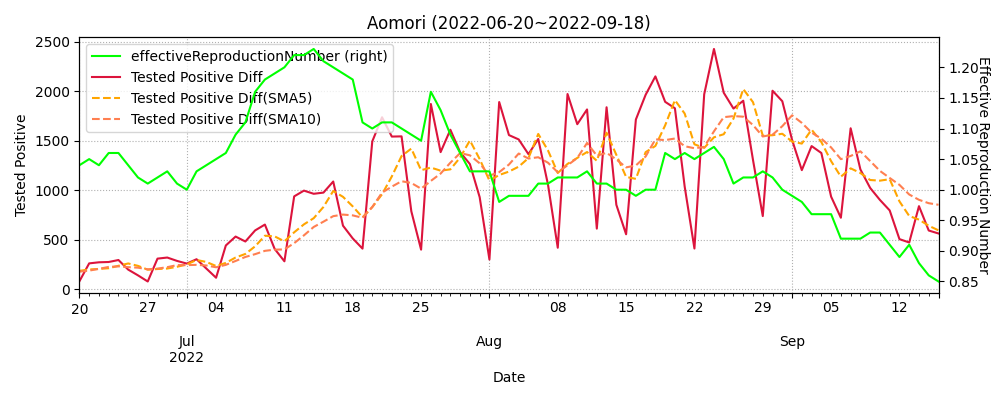 Aomori (2022-06-20~2022-09-18)
effectiveReproductionNumber (right)
Tested Positive Diff
Tested Positive Diff(SMA5)
Tested Positive Diff(SMA10)
Tested Positive
2500
2000
1500
1000
500
0
Effective Reproduction Number
1.20
1.15
1.10
1.05
1.00
0.95
0.90
0.85
20 27 04 11 18 25 08 15 22 29 05 12
Jul Aug Sep
2022
Date